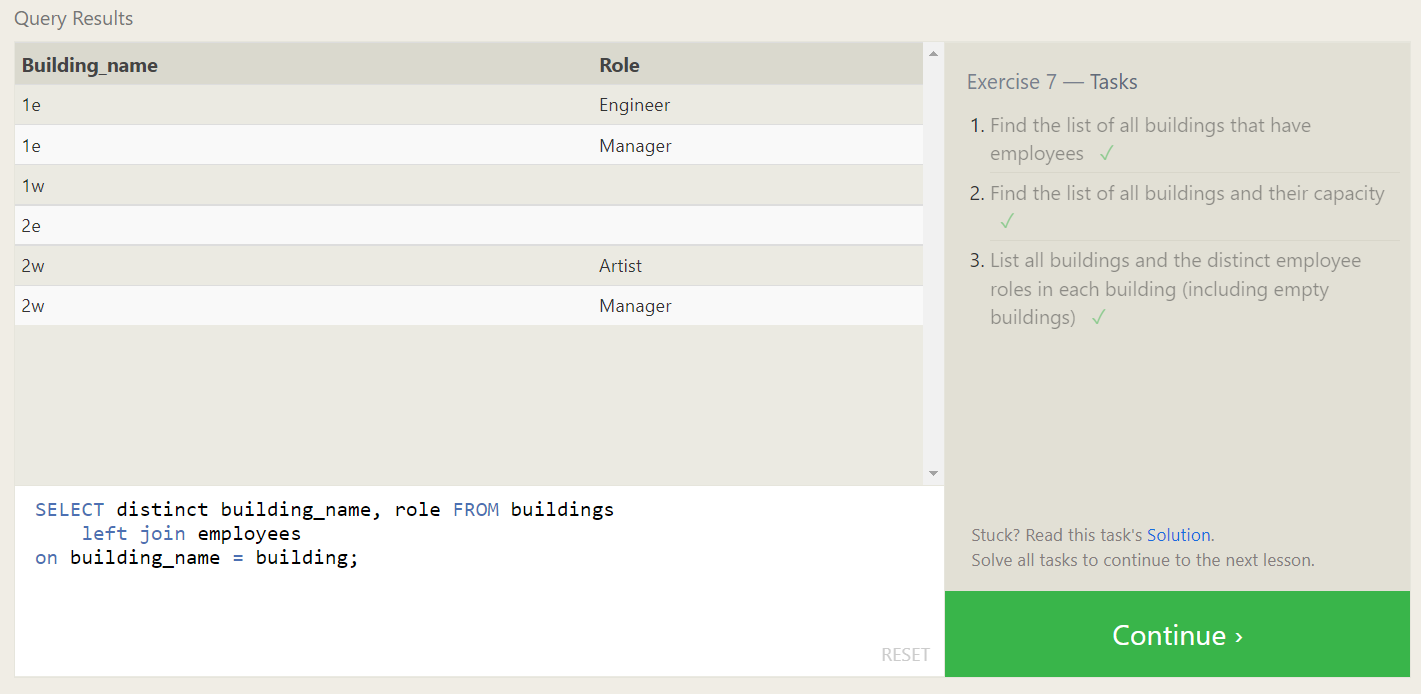 Query Results
Building_name Role
1e Engineer
1e Manager
1w
2e
2w Artist
2w Manager
SELECT distinct building_name, role FROM buildings
left join employees
on building_name = building;
RESET
Exercise 7 — Tasks
1. Find the list of all buildings that have
employees ✓
2. Find the list of all buildings and their capacity
✓
3. List all buildings and the distinct employee
roles in each building (including empty
buildings) ✓
Stuck? Read this task's Solution.
Solve all tasks to continue to the next lesson.
Continue ›